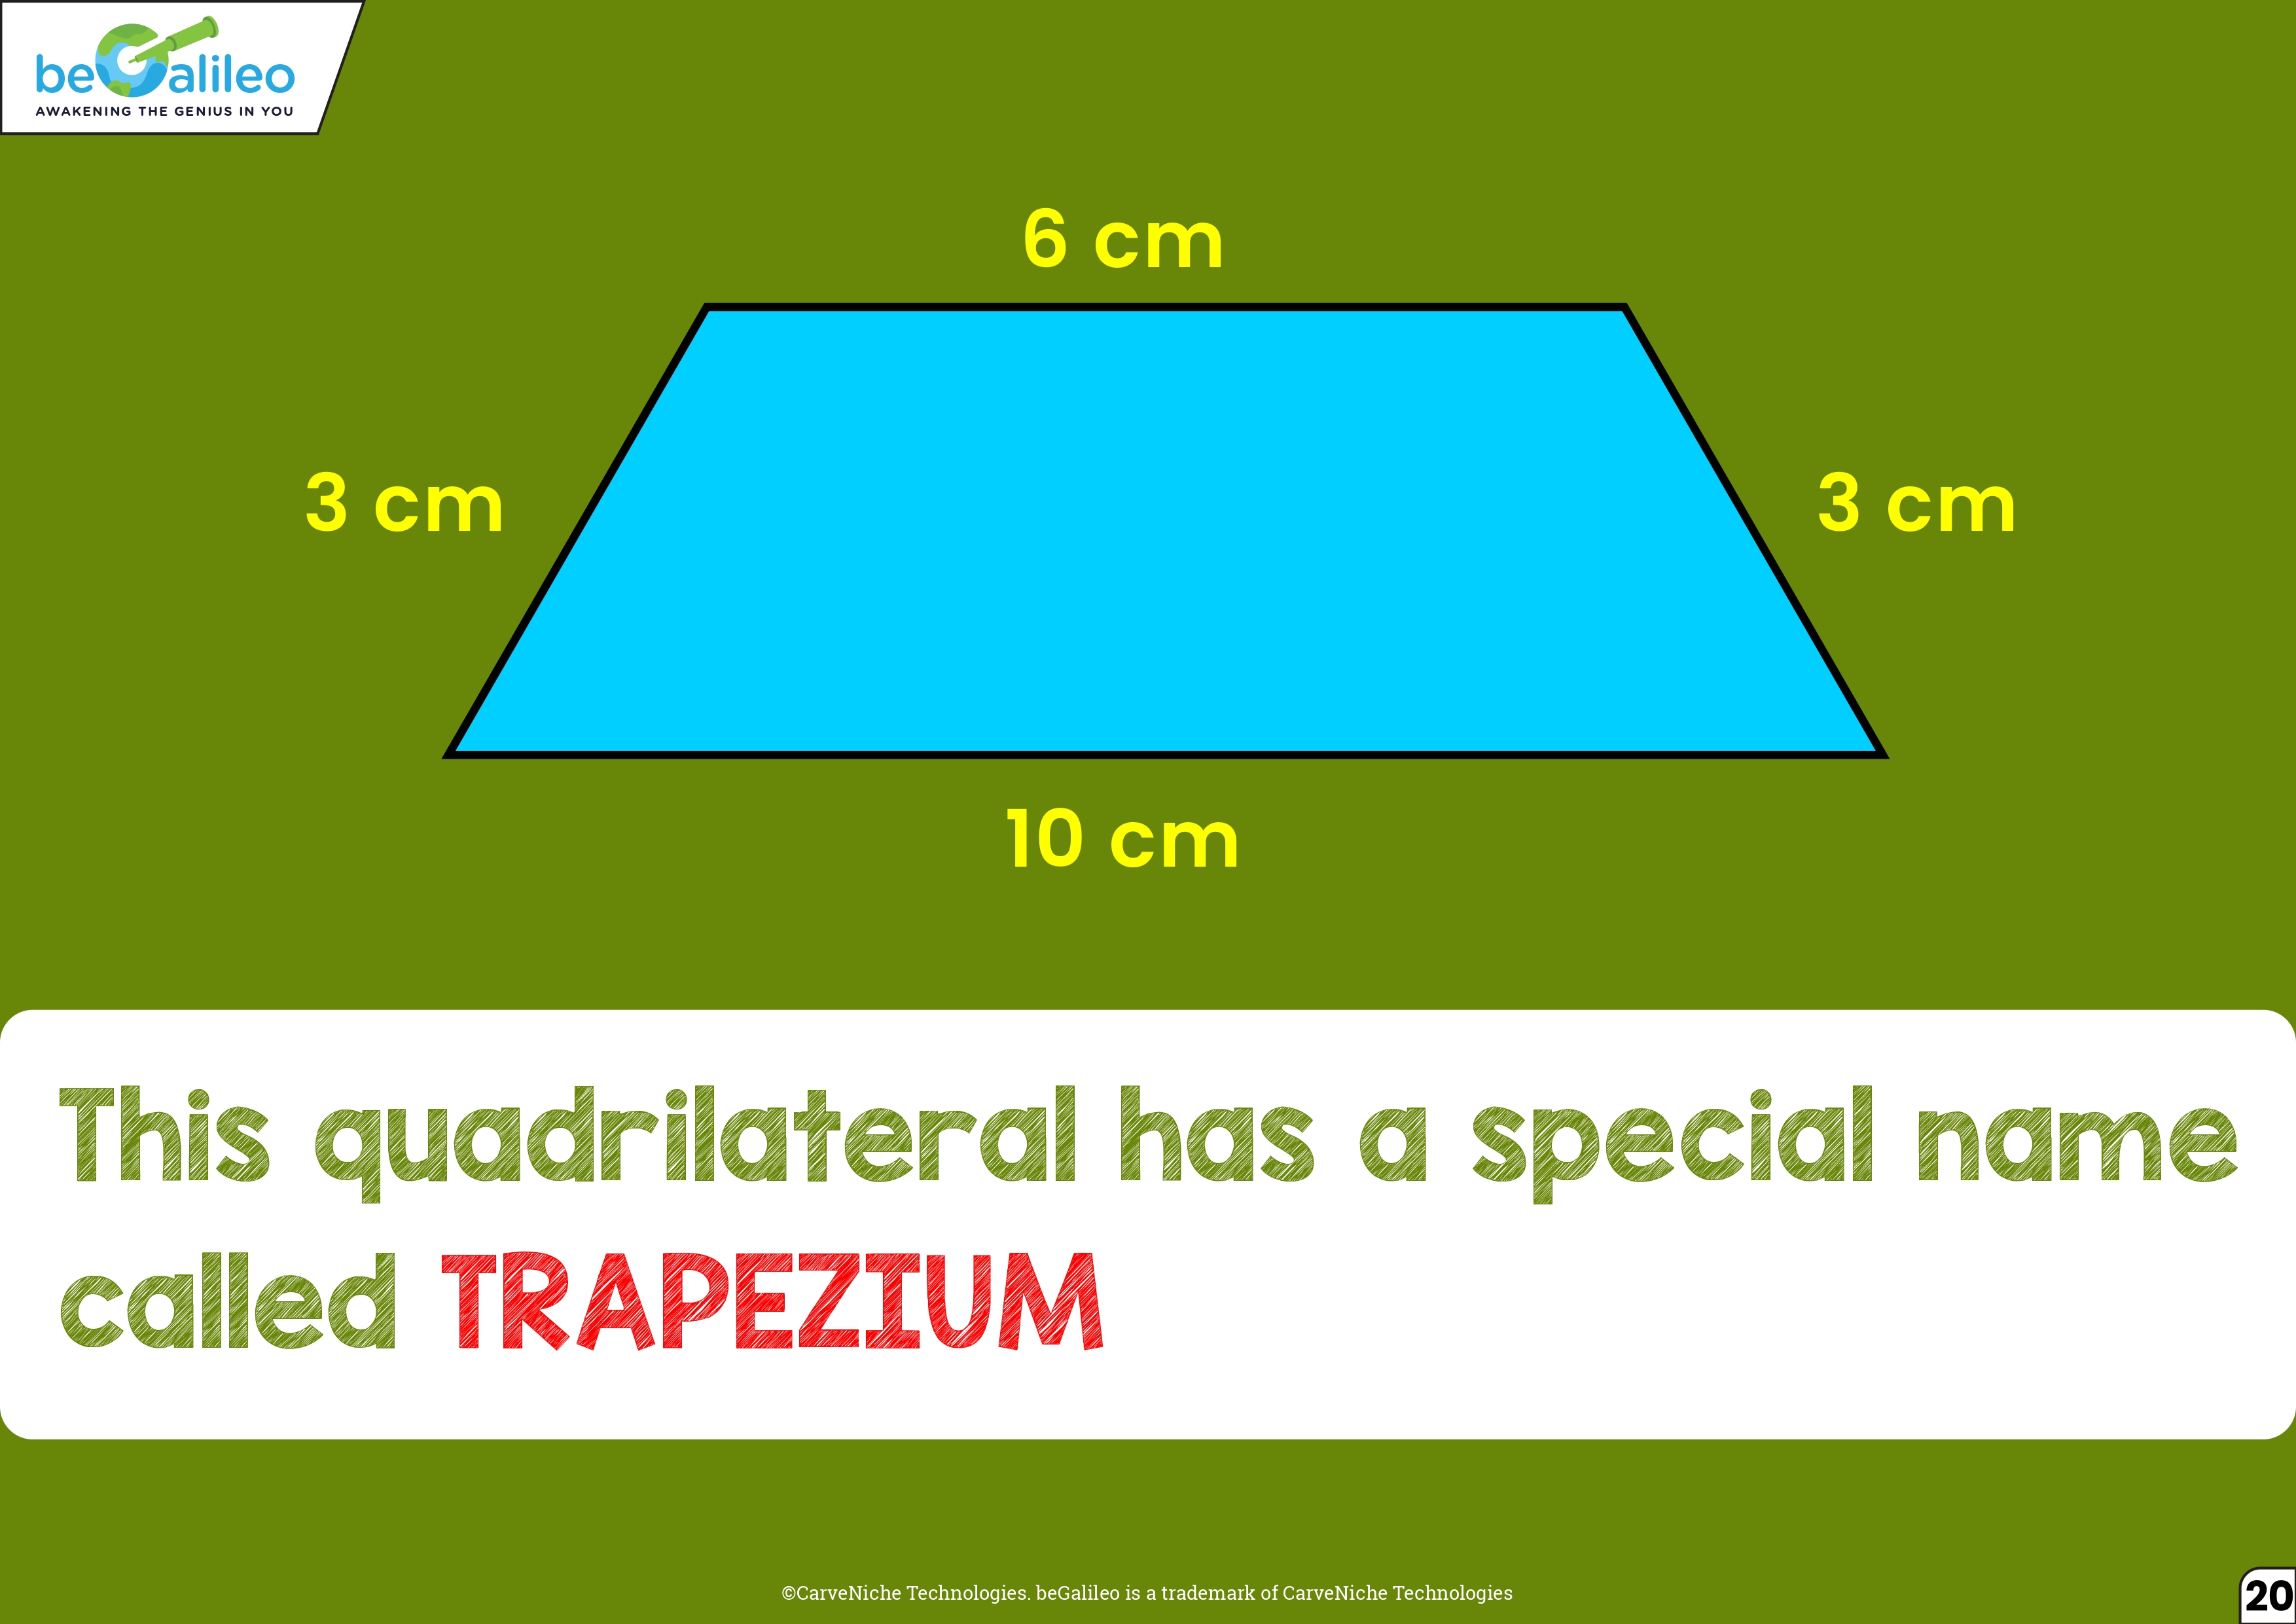 beGalileo
AWAKENING THE GENIUS IN YOU
6 cm
3 cm
3 cm
10 cm
This quadrilateral has a special name
called TRAPEZIUM
©CarveNiche Technologies. beGalileo is a trademark of CarveNiche Technologies
20